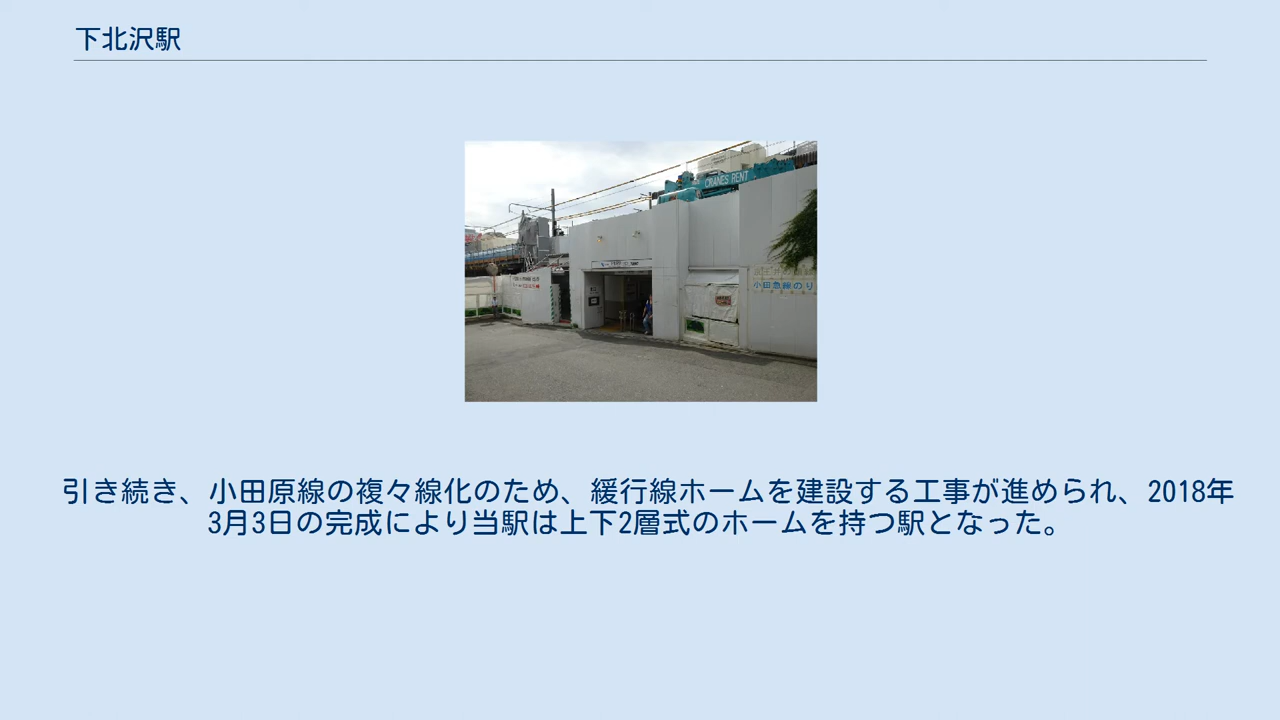 下北沢駅
CRANES RENT
小田急線のり
引き続き、小田原線の複々線化のため、緩行線ホームを建設する工事が進められ、2018年
3月3日の完成により当駅は上下2層式のホームを持つ駅となった。